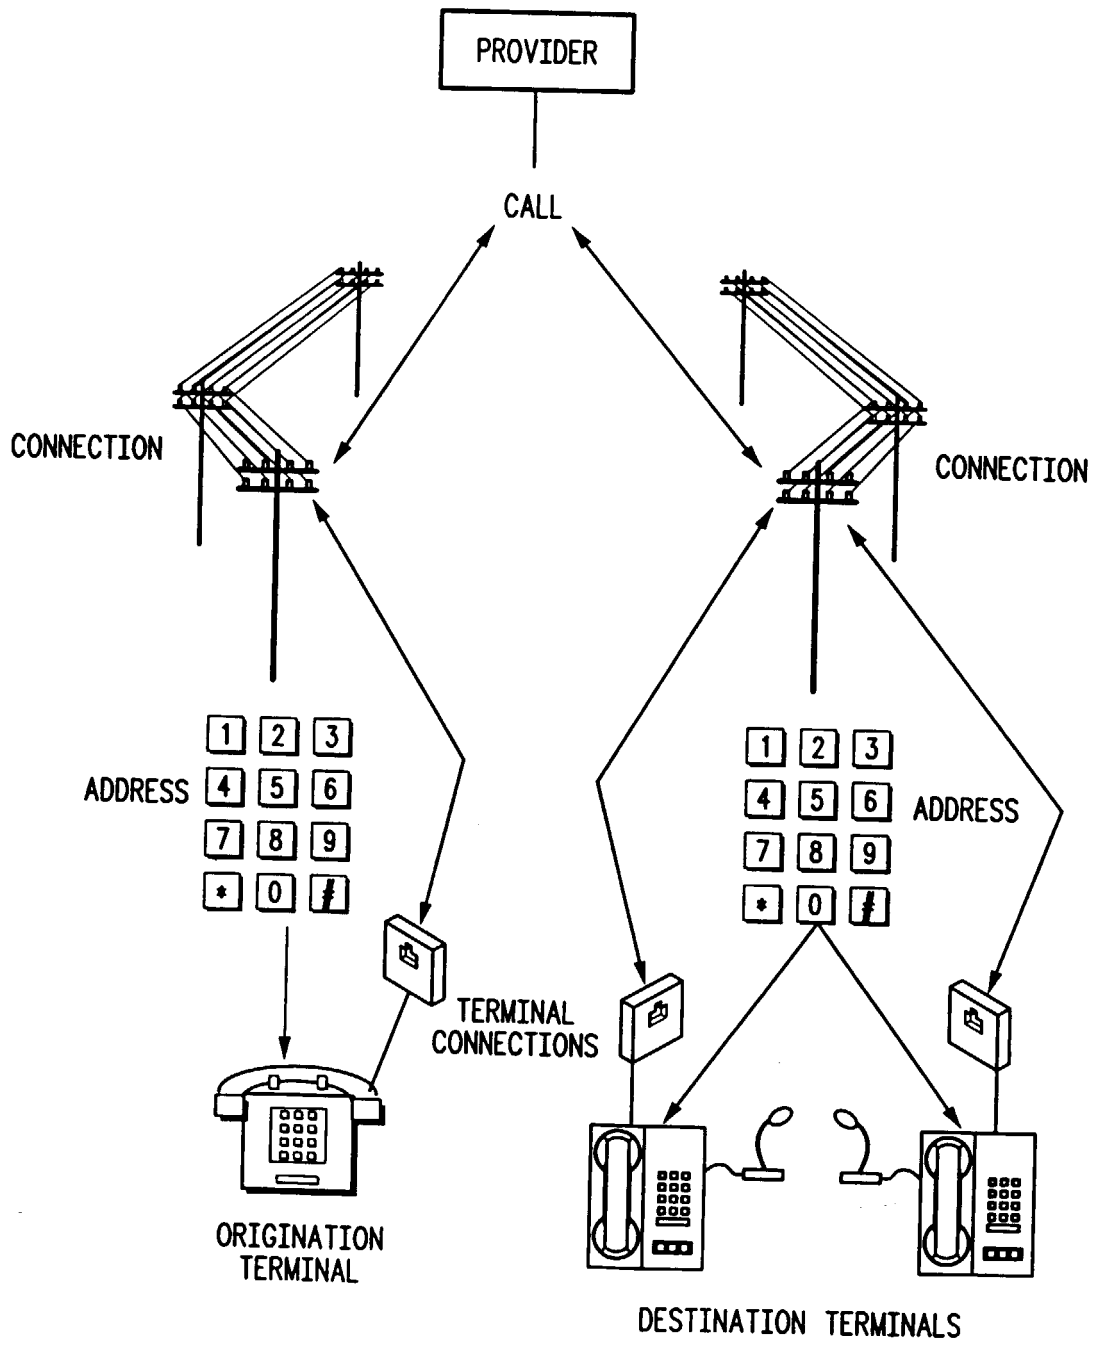 PROVIDER
CALL
CONNECTION
CONNECTION
1 2 3
4 5 6
7 8 9
* 0 #
ADDRESS
1 2 3
4 5 6
7 8 9
* 0 #
ADDRESS
TERMINAL
CONNECTIONS
ORIGINATION
TERMINAL
DESTINATION TERMINALS